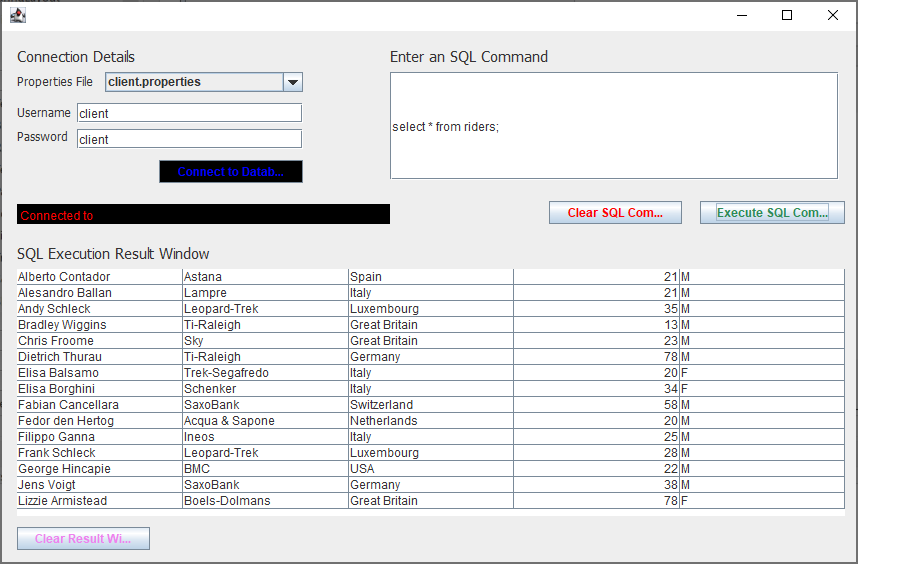 Connection Details
Enter an SQL Command
Properties File client.properties
Username client
Password client
select * from riders;
Connect to Datab...
Connected to
Clear SQL Com...
Execute SQL Com...
SQL Execution Result Window
Alberto Contador Astana Spain 21 M
Alesandro Ballan Lampre Italy 21 M
Andy Schleck Leopard-Trek Luxembourg 35 M
Bradley Wiggins Ti-Raleigh Great Britain 13 M
Chris Froome Sky Great Britain 23 M
Dietrich Thurau Ti-Raleigh Germany 78 M
Elisa Balsamo Trek-Segafredo Italy 20 F
Elisa Borghini Schenker Italy 34 F
Fabian Cancellara SaxoBank Switzerland 58 M
Fedor den Hertog Acqua & Sapone Netherlands 20 M
Filippo Ganna Ineos Italy 25 M
Frank Schleck Leopard-Trek Luxembourg 28 M
George Hincapie BMC USA 22 M
Jens Voigt SaxoBank Germany 38 M
Lizzie Armistead Boels-Dolmans Great Britain 78 F
Clear Result Wi...